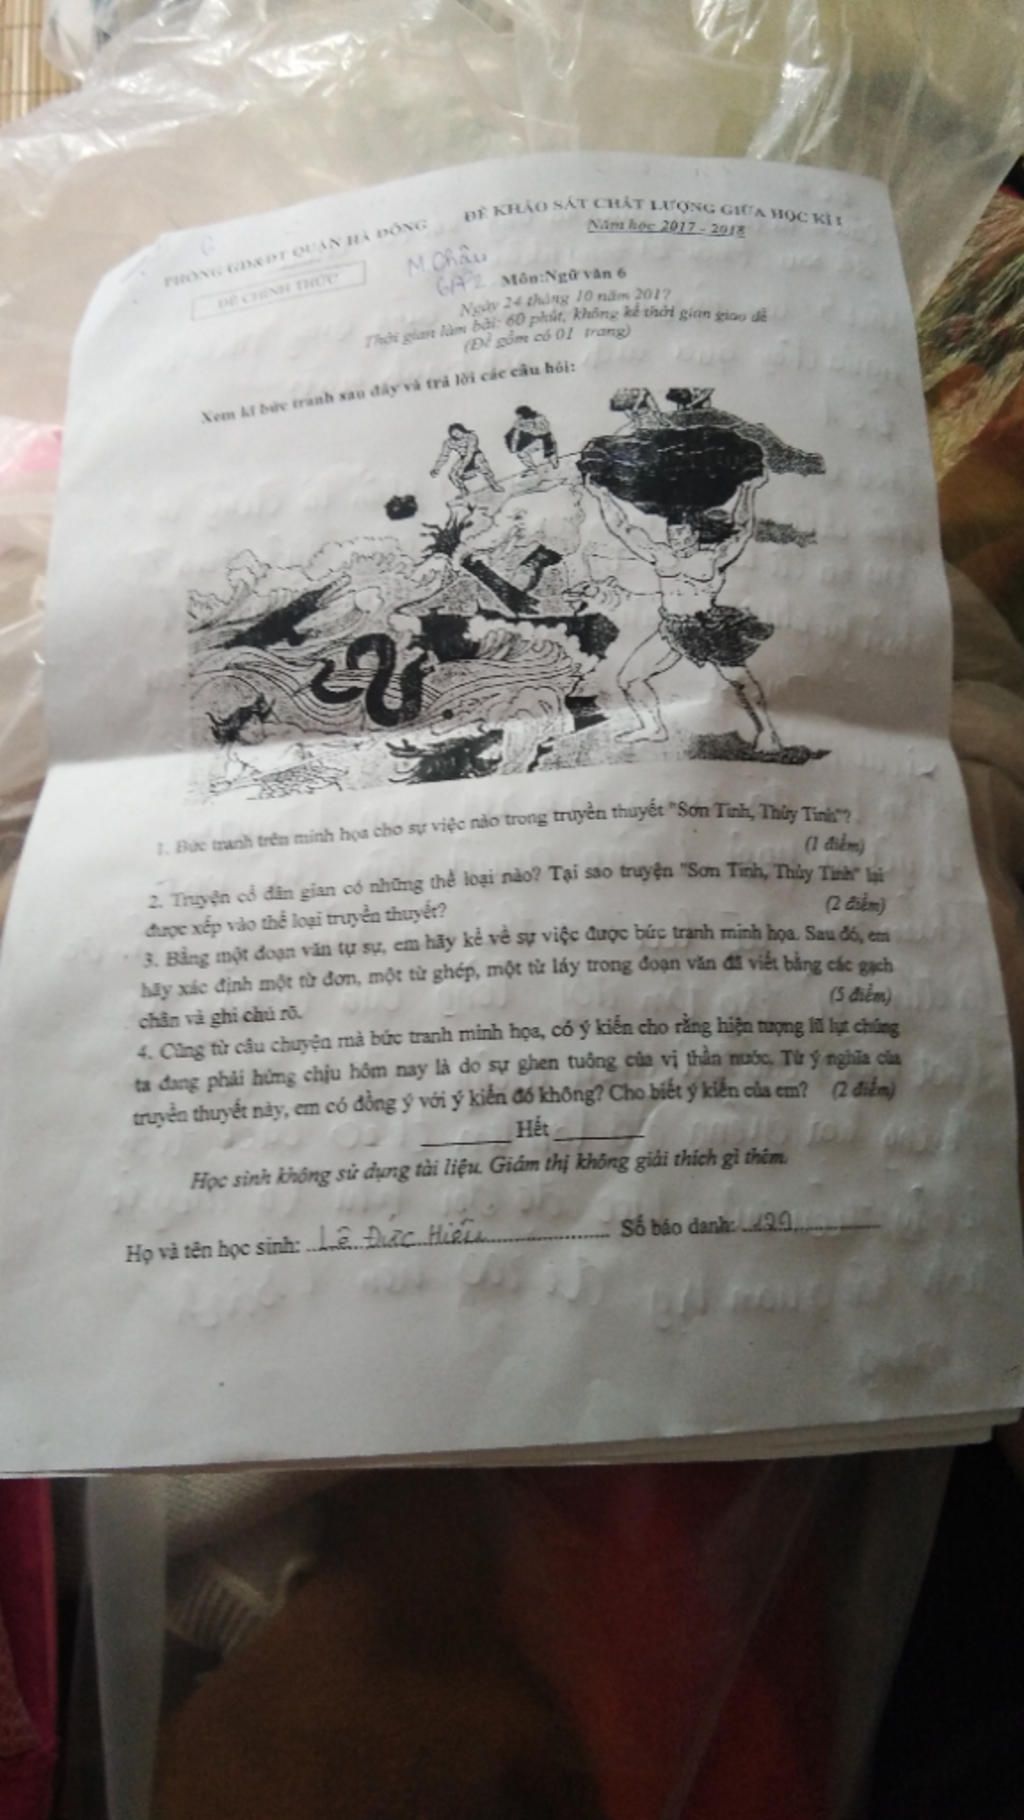 PHÒNG GD&ĐT QUẬN HÀ ĐÔNG
ĐỀ KHẢO SÁT CHẤT LƯỢNG GIỮA HỌC KÌ I
Năm học 2017 - 2018
ĐỀ CHÍNH THỨC
M. Châu
6A2
Môn:Ngữ văn 6
Ngày 24 tháng 10 năm 2017
Thời gian làm bài: 60 phút, không kể thời gian giao đề
(Đề gồm có 01 trang)
Xem kĩ bức tranh sau đây và trả lời các câu hỏi:
1. Bức tranh trên minh họa cho sự việc nào trong truyền thuyết "Sơn Tinh, Thủy Tinh"?
(1 điểm)
2. Truyện cổ dân gian có những thể loại nào? Tại sao truyện "Sơn Tinh, Thủy Tinh" lại
được xếp vào thể loại truyền thuyết? (2 điểm)
3. Bằng một đoạn văn tự sự, em hãy kể về sự việc được bức tranh minh họa. Sau đó, em
hãy xác định một từ đơn, một từ ghép, một từ láy trong đoạn văn đã viết bằng các gạch
chân và ghi chú rõ. (5 điểm)
4. Cũng từ câu chuyện mà bức tranh minh họa, có ý kiến cho rằng hiện tượng lũ lụt chúng
ta đang phải hứng chịu hôm nay là do sự ghen tuông của vị thần nước. Từ ý nghĩa của
truyền thuyết này, em có đồng ý với ý kiến đó không? Cho biết ý kiến của em? (2 điểm)
Hết
Học sinh không sử dụng tài liệu. Giám thị không giải thích gì thêm.
Họ và tên học sinh: Lê Đức Hiếu Số báo danh: